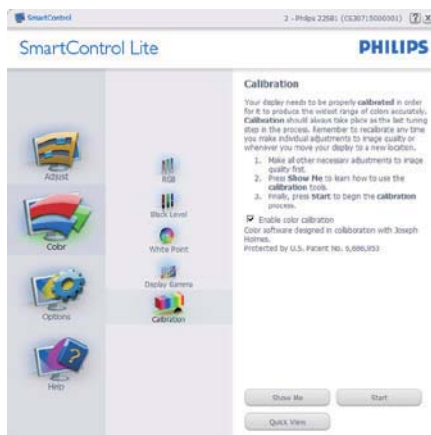 SmartControl
2 - Philips 225B1 (CE30715000001)
? X
SmartControl Lite
PHILIPS
Adjust
Color
Options
Help
RGB
Black Level
White Point
Display Gamma
Calibration
Calibration
Your display needs to be properly calibrated in order
for it to produce the widest range of colors accurately.
Calibration should always take place as the last tuning
step in the process. Remember to recalibrate any time
you make individual adjustments to image quality or
whenever you move your display to a new location.
1. Make all other necessary adjustments to image
quality first.
2. Press Show Me to learn how to use the
calibration tools.
3. Finally, press Start to begin the calibration
process.
Enable color calibration
Color software designed in collaboration with Joseph
Holmes.
Protected by U.S. Patent No. 6,686,953
Show Me
Start
Quick View